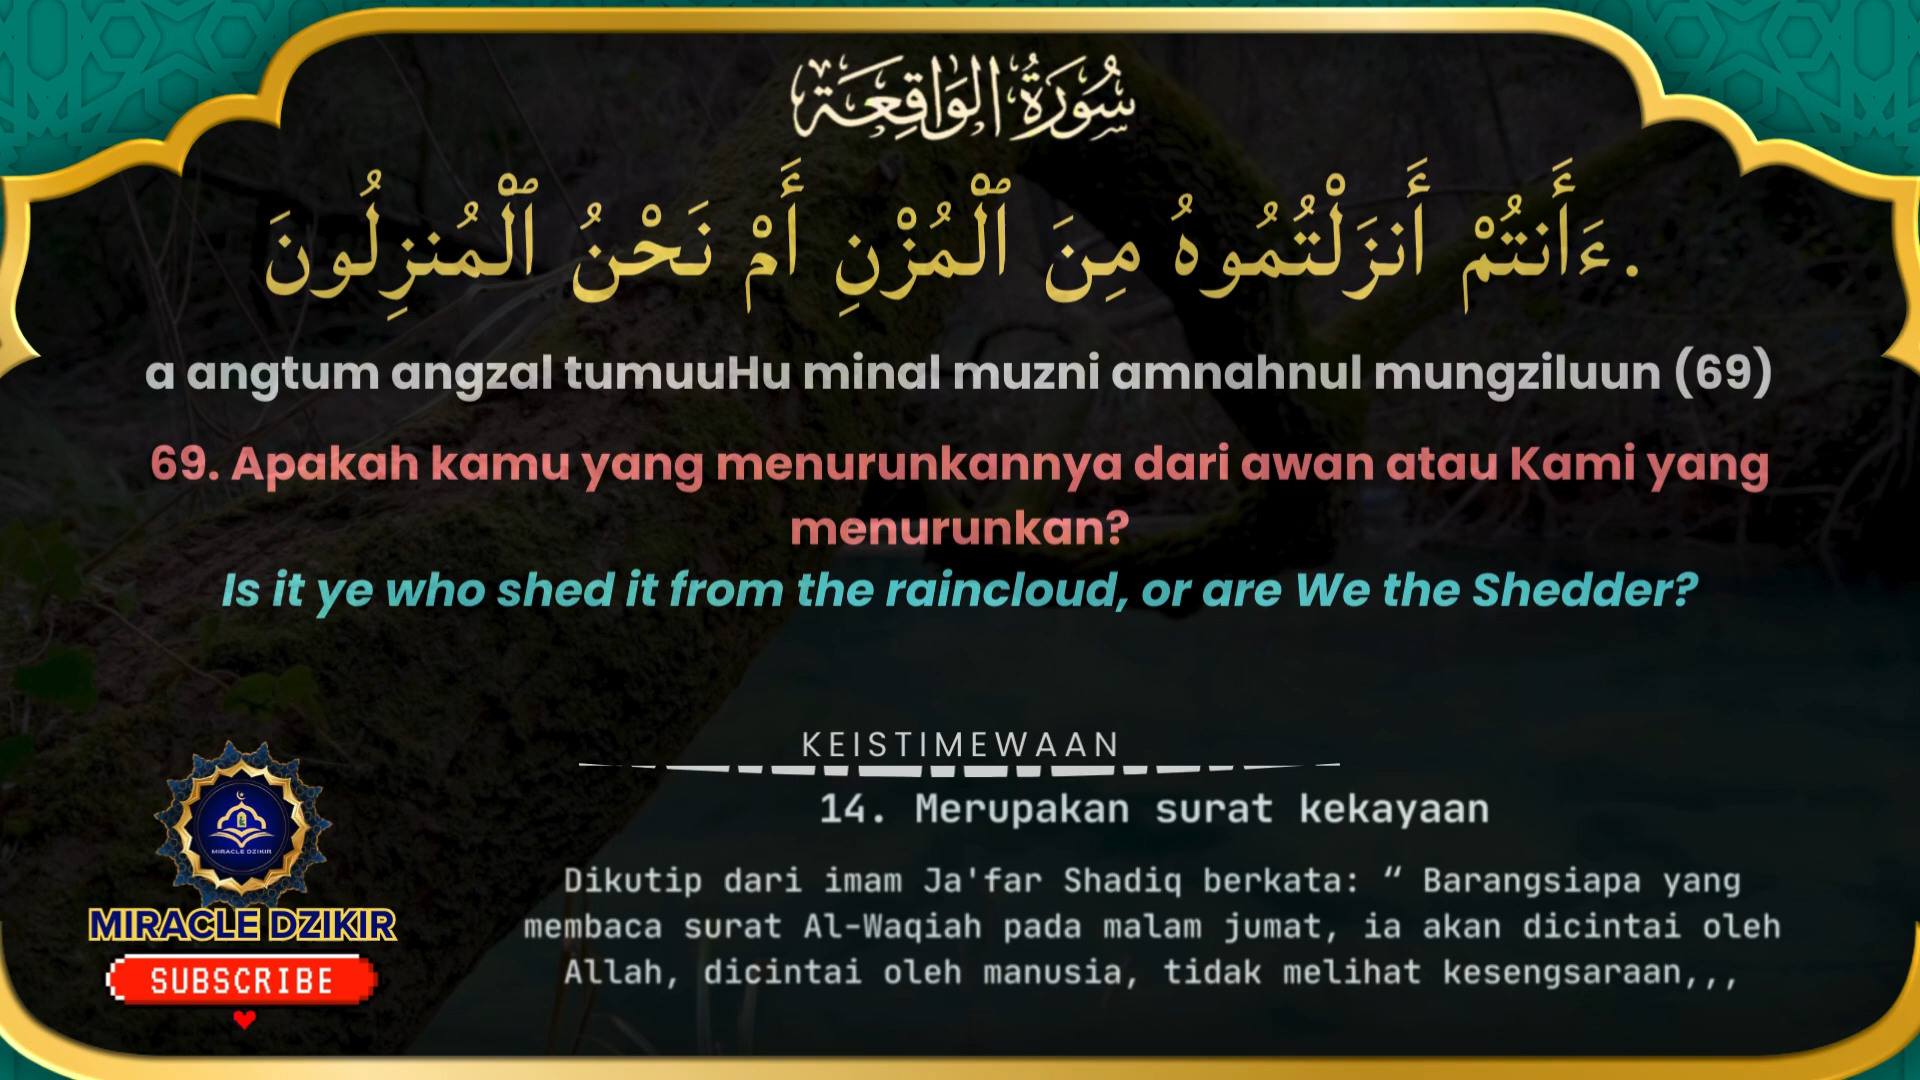 سُورَةُ الوَاقِعَة
ءَأَنتُمْ أَنزَلْتُمُوهُ مِنَ ٱلْمُزْنِ أَمْ نَحْنُ ٱلْمُنزِلُونَ.
a angtum angzal tumuuHu minal muzni amnahnul mungziluun (69)
69. Apakah kamu yang menurunkannya dari awan atau Kami yang
menurunkan?
Is it ye who shed it from the raincloud, or are We the Shedder?
KEISTIMEWAAN
14. Merupakan surat kekayaan
Dikutip dari imam Ja'far Shadiq berkata: “ Barangsiapa yang
membaca surat Al-Waqiah pada malam jumat, ia akan dicintai oleh
Allah, dicintai oleh manusia, tidak melihat kesengsaraan,,,
MIRACLE DZIKIR
MIRACLE DZIKIR
SUBSCRIBE